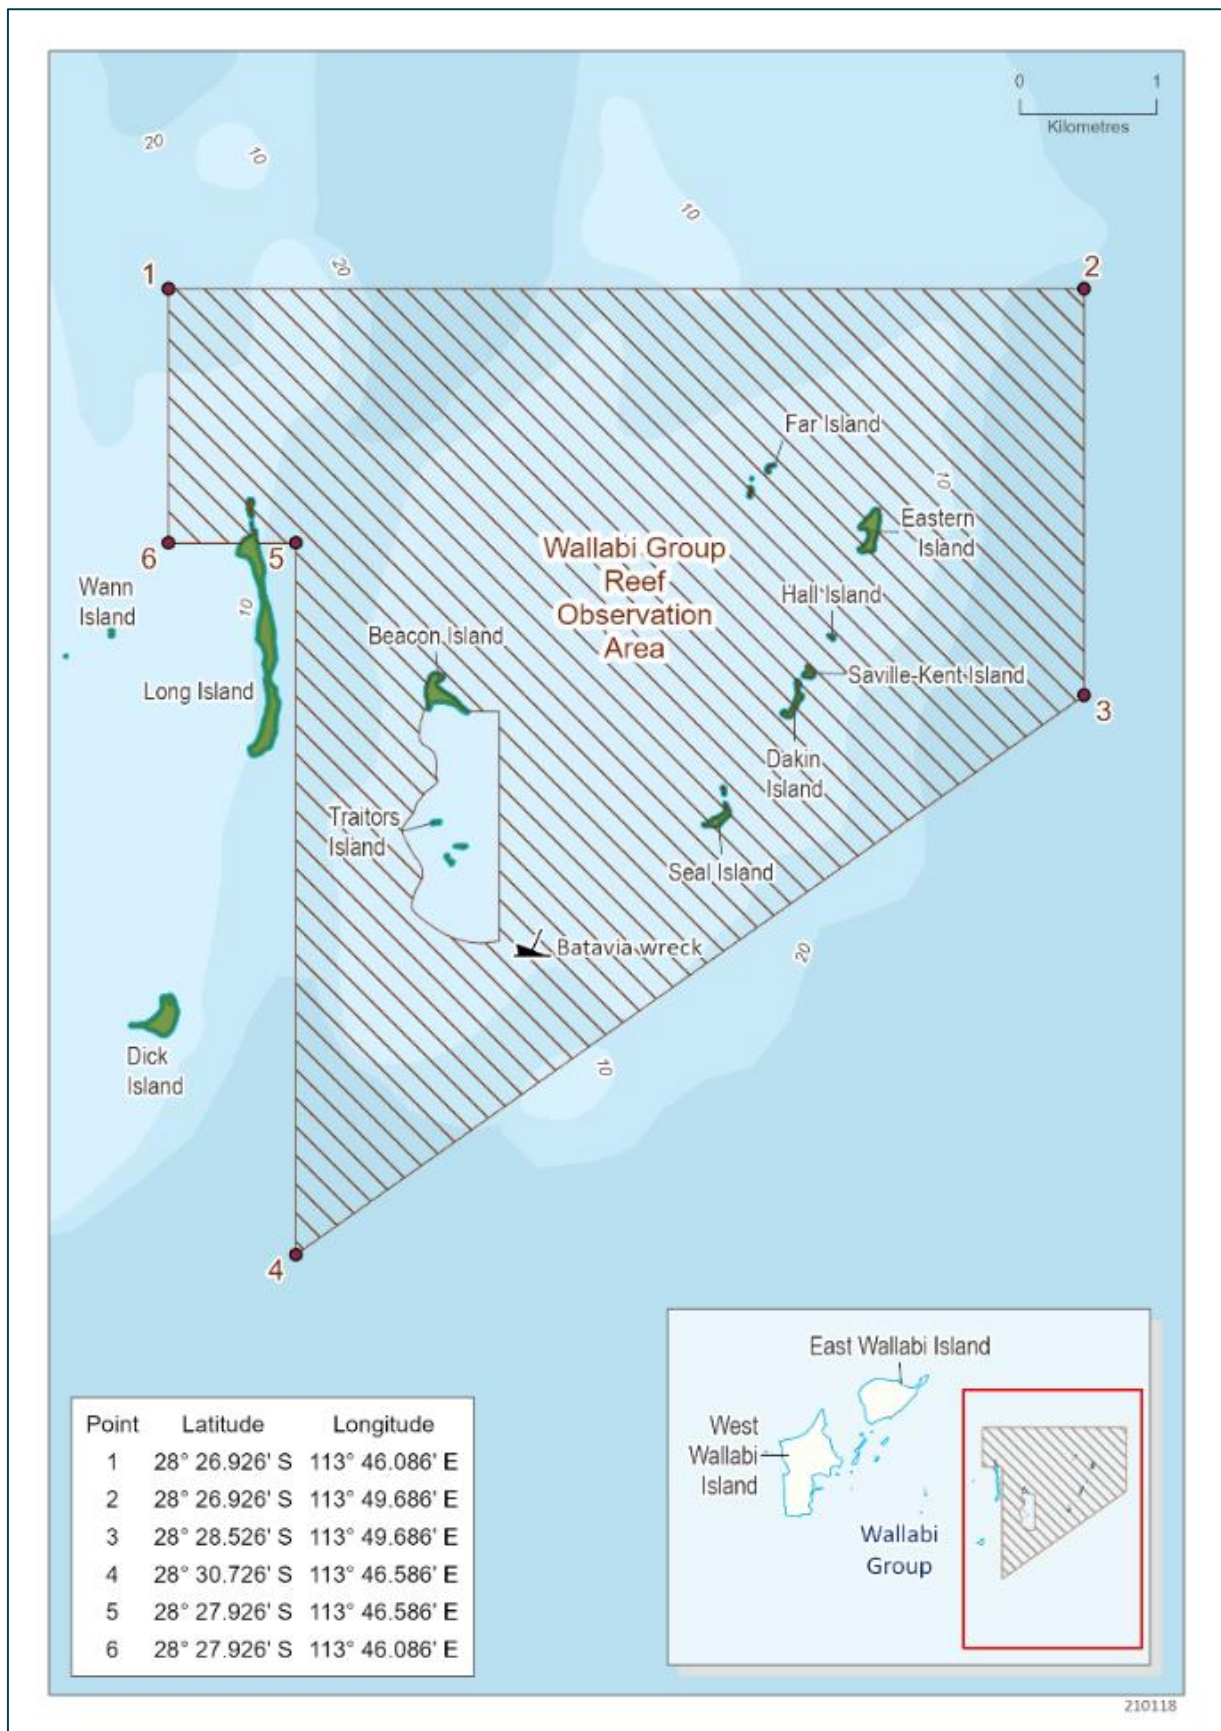 0 1
Kilometres
20
10
10
20
1
2
Far Island
10
Eastern
Island
Wallabi Group
Reef
Observation
Area
6
5
Wann
Island
10
Hall Island
Beacon Island
Long Island
Saville-Kent Island
3
Dakin
Island
Traitors
Island
Seal Island
Batavia wreck
20
Dick
Island
10
4
East Wallabi Island
West
Wallabi
Island
Wallabi
Group
Point Latitude Longitude
1 28° 26.926' S 113° 46.086' E
2 28° 26.926' S 113° 49.686' E
3 28° 28.526' S 113° 49.686' E
4 28° 30.726' S 113° 46.586' E
5 28° 27.926' S 113° 46.586' E
6 28° 27.926' S 113° 46.086' E
210118